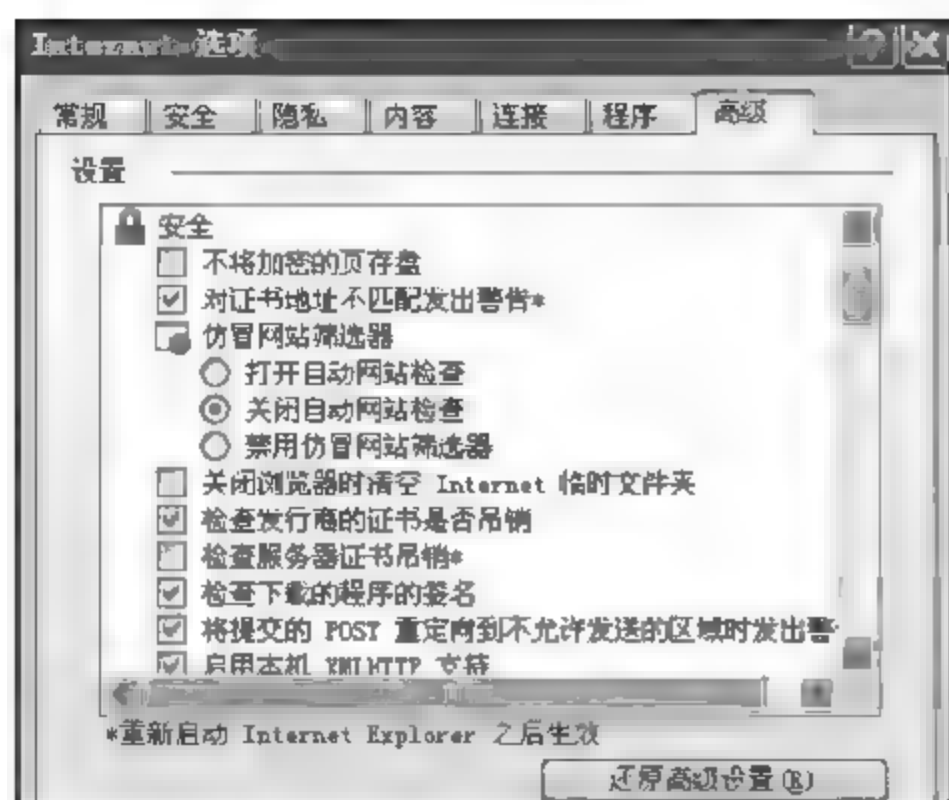 Internet 选项
常规 安全 隐私 内容 连接 程序 高级
设置
安全
不将加密的页存盘
对证书地址不匹配发出警告*
仿冒网站筛选器
打开自动网站检查
关闭自动网站检查
禁用仿冒网站筛选器
关闭浏览器时清空 Internet 临时文件夹
检查发行商的证书是否吊销
检查服务器证书吊销*
检查下载的程序的签名
将提交的 POST 重定向到不允许发送的区域时发出警
启用本机 XMLHTTP 支持
*重新启动 Internet Explorer 之后生效
还原高级设置(R)